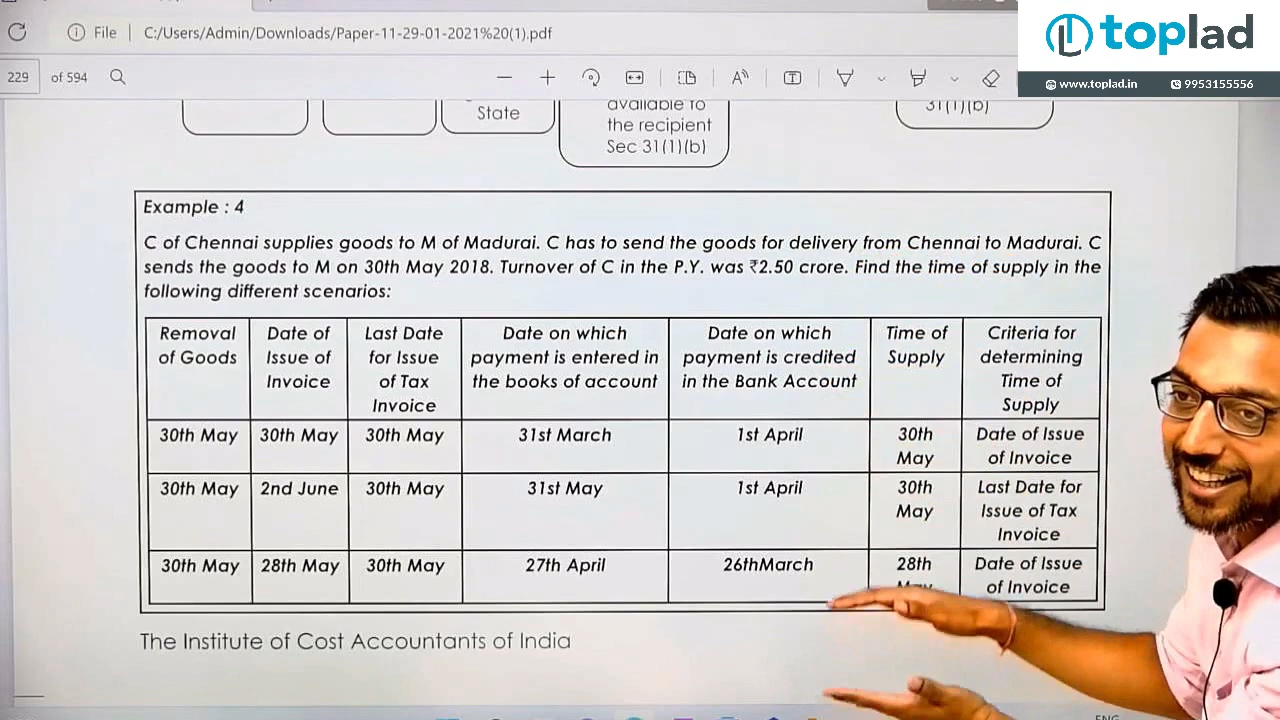 toplad
www.toplad.in 9953155556
File C:/Users/Admin/Downloads/Paper-11-29-01-2021%20(1).pdf
229 of 594
State
available to
the recipient
Sec 31(1)(b)
31(1)(b)
Example : 4
C of Chennai supplies goods to M of Madurai. C has to send the goods for delivery from Chennai to Madurai. C
sends the goods to M on 30th May 2018. Turnover of C in the P.Y. was ₹2.50 crore. Find the time of supply in the
following different scenarios:
Removal
of Goods
Date of
Issue of
Invoice
Last Date
for Issue
of Tax
Invoice
Date on which
payment is entered in
the books of account
Date on which
payment is credited
in the Bank Account
Time of
Supply
Criteria for
determining
Time of
Supply
30th May
30th May
30th May
31st March
1st April
30th
May
Date of Issue
of Invoice
30th May
2nd June
30th May
31st May
1st April
30th
May
Last Date for
Issue of Tax
Invoice
30th May
28th May
30th May
27th April
26thMarch
28th
May
Date of Issue
of Invoice
The Institute of Cost Accountants of India
ENG